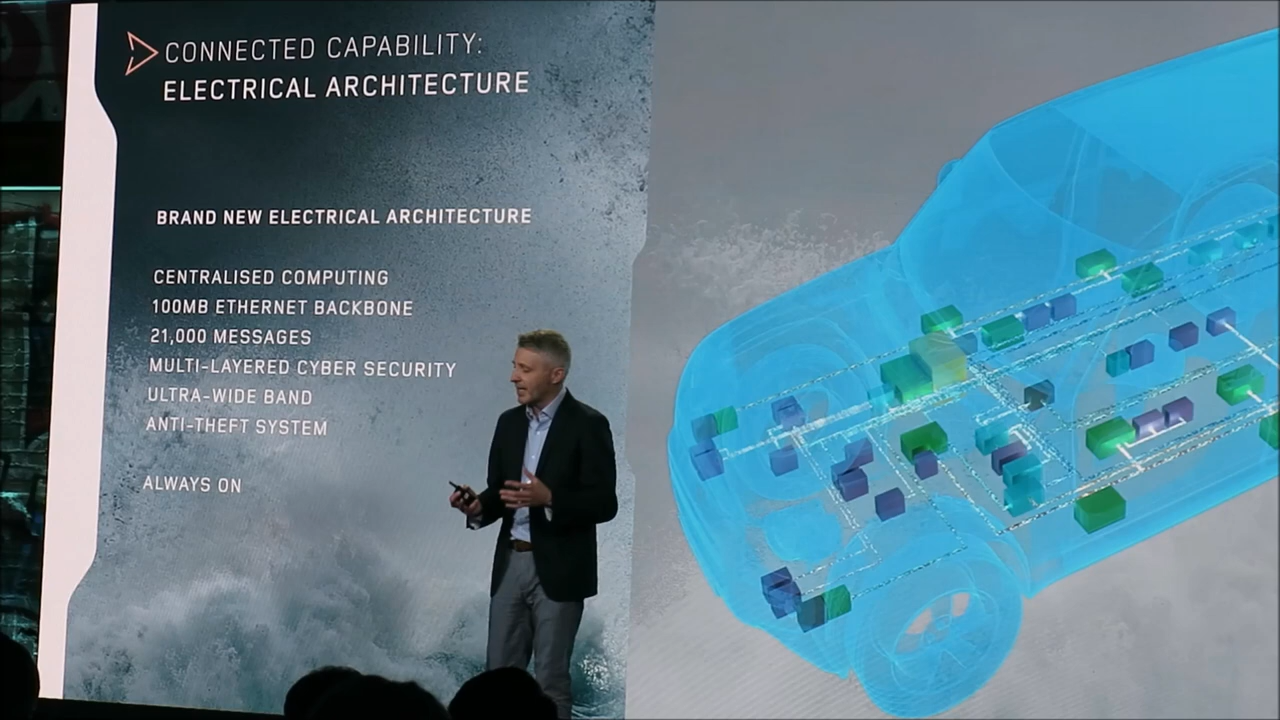 CONNECTED CAPABILITY:
ELECTRICAL ARCHITECTURE
BRAND NEW ELECTRICAL ARCHITECTURE
CENTRALISED COMPUTING
100MB ETHERNET BACKBONE
21,000 MESSAGES
MULTI-LAYERED CYBER SECURITY
ULTRA-WIDE BAND
ANTI-THEFT SYSTEM
ALWAYS ON